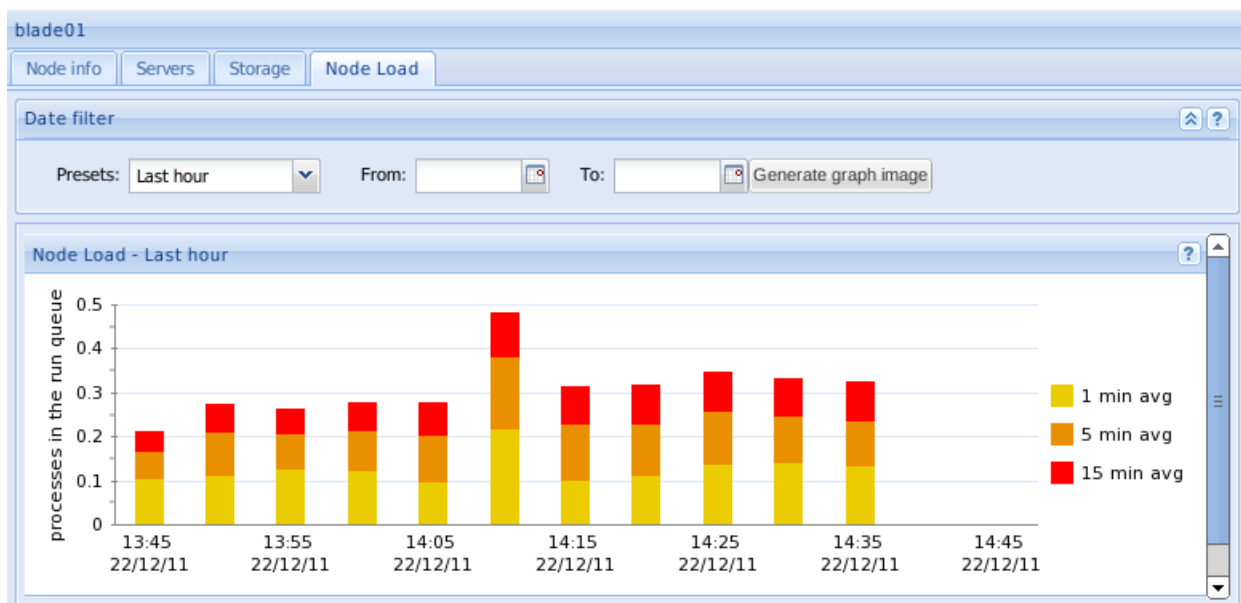 blade01
Node info Servers Storage Node Load
Date filter
?
Presets: Last hour From: To: Generate graph image
Node Load - Last hour
?
processes in the run queue
0.5
0.4
0.3
0.2
0.1
0
1 min avg
5 min avg
15 min avg
13:45 13:55 14:05 14:15 14:25 14:35 14:45
22/12/11 22/12/11 22/12/11 22/12/11 22/12/11 22/12/11 22/12/11